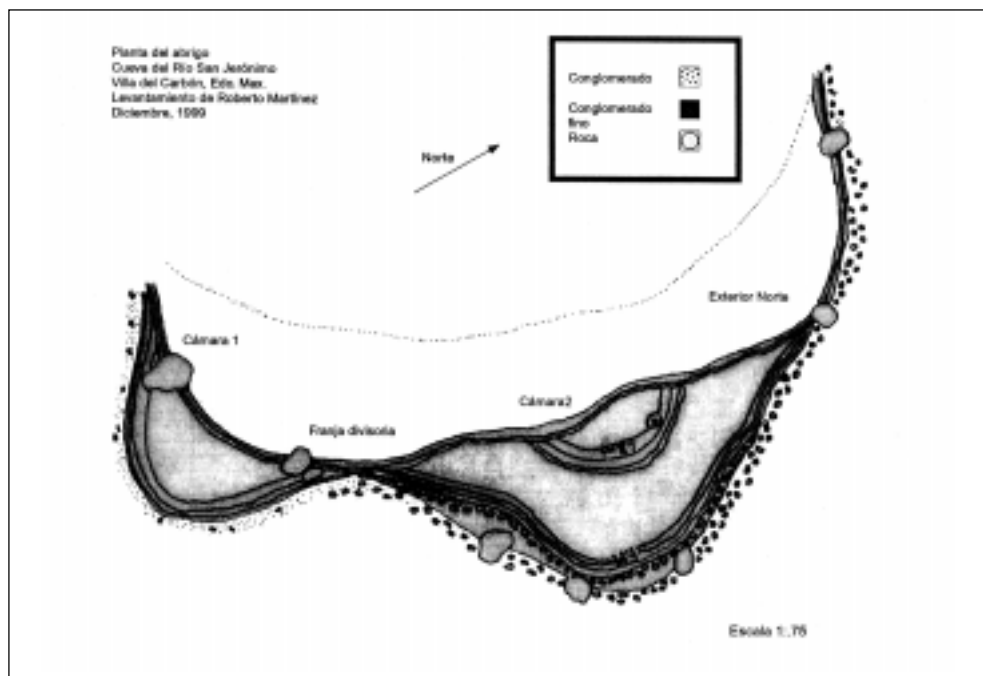 Planta del abrigo
Cueva del Río San Jerónimo
Villa del Carbón, Edo. Mex.
Levantamiento de Roberto Martínez
Diciembre, 1999
Conglomerado
Conglomerado
fino
Roca
Norte
Exterior Norte
Cámara 1
Cámara2
Franja divisoria
Escala 1:.75